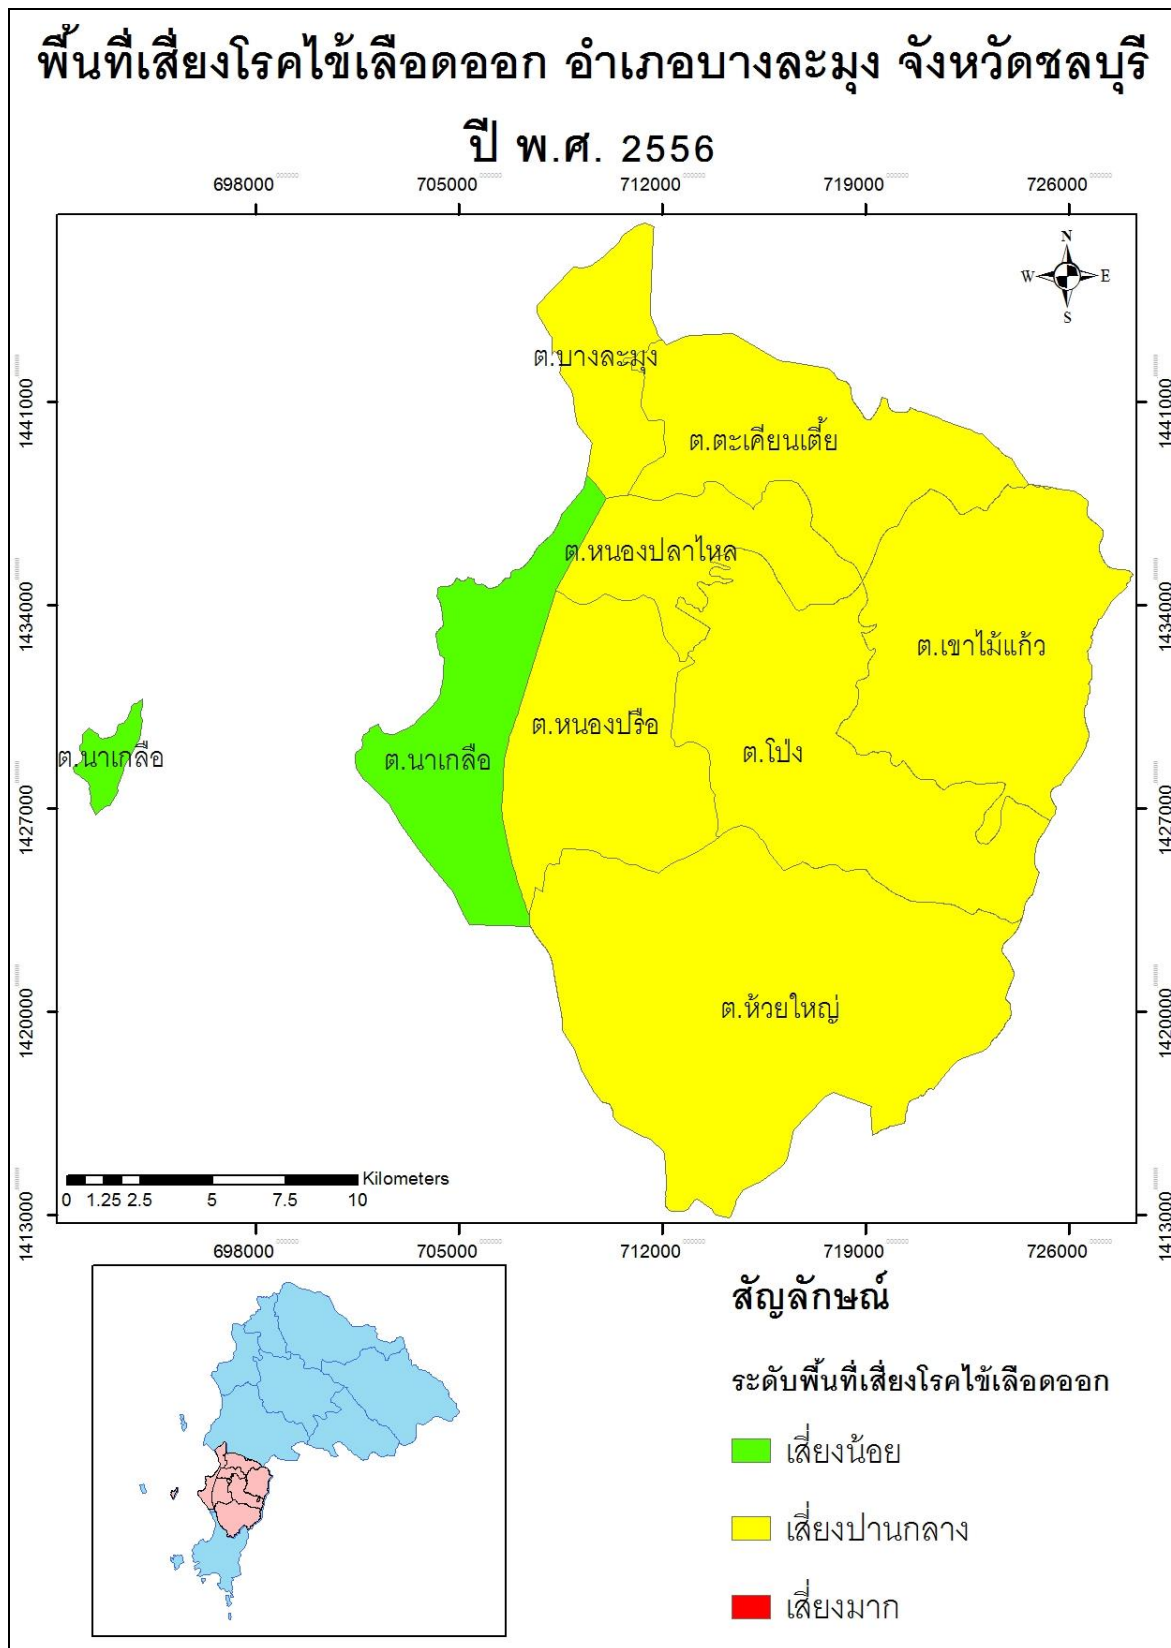 พื้นที่เสี่ยงโรคไข้เลือดออก อำเภอบางละมุง จังหวัดชลบุรี
ปี พ.ศ. 2556
698000 705000 712000 719000 726000
N
W E
S
ต.บางละมุง
1441000 1441000
ต.ตะเคียนเตี้ย
ต.หนองปลาไหล
1434000 1434000
ต.เขาไม้แก้ว
ต.หนองปรือ
ต.นาเกลือ ต.นาเกลือ ต.โป่ง
1427000 1427000
ต.ห้วยใหญ่
1420000 1420000
Kilometers
0 1.25 2.5 5 7.5 10
1413000 1413000
698000 705000 712000 719000 726000
สัญลักษณ์
ระดับพื้นที่เสี่ยงโรคไข้เลือดออก
เสี่ยงน้อย
เสี่ยงปานกลาง
เสี่ยงมาก